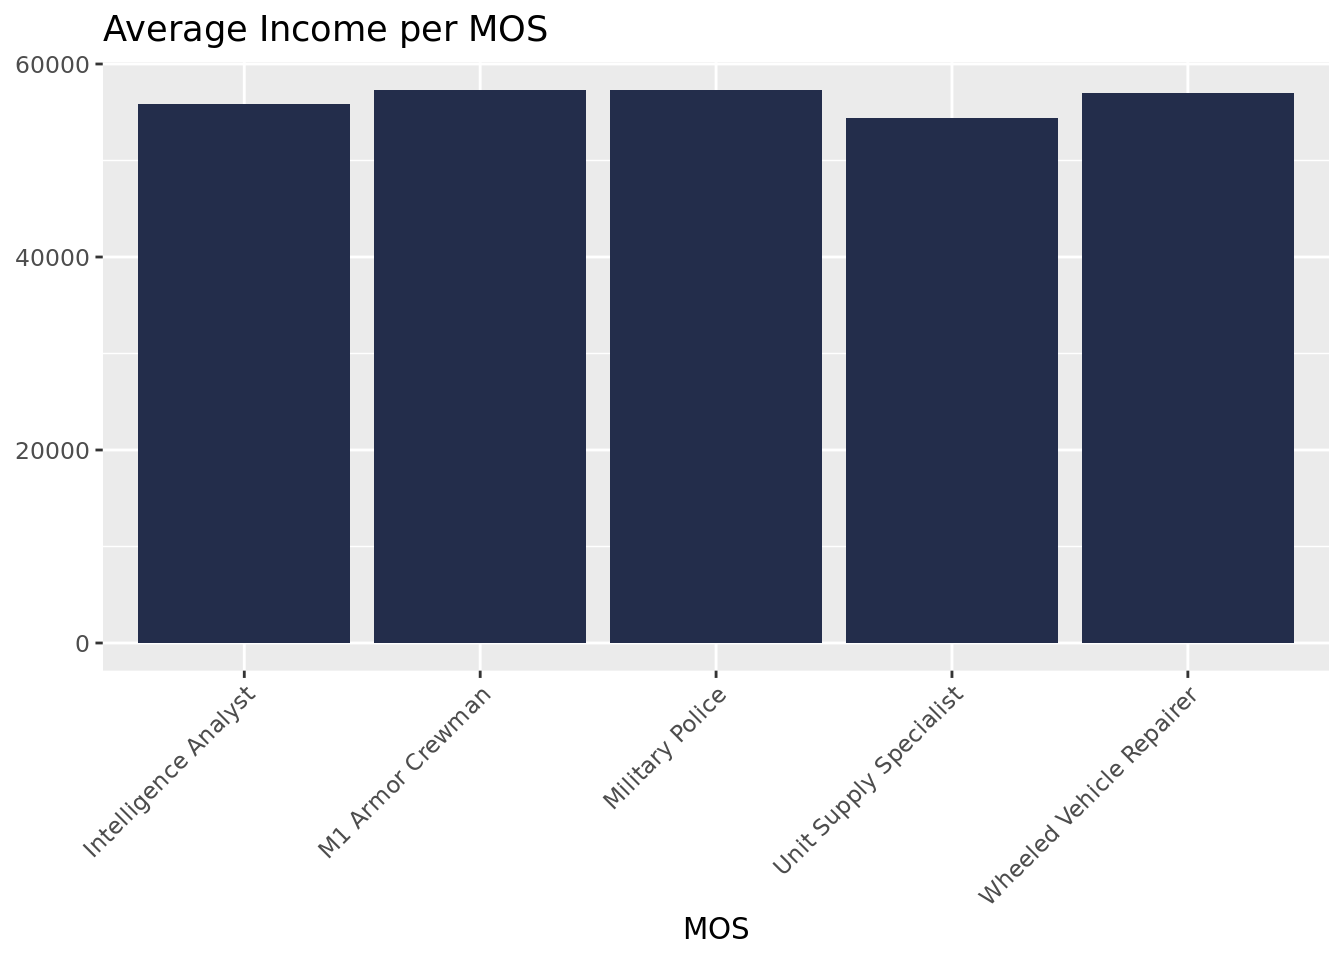 Average Income per MOS
60000
40000
20000
0
Intelligence Analyst
M1 Armor Crewman
Military Police
Unit Supply Specialist
Wheeled Vehicle Repairer
MOS